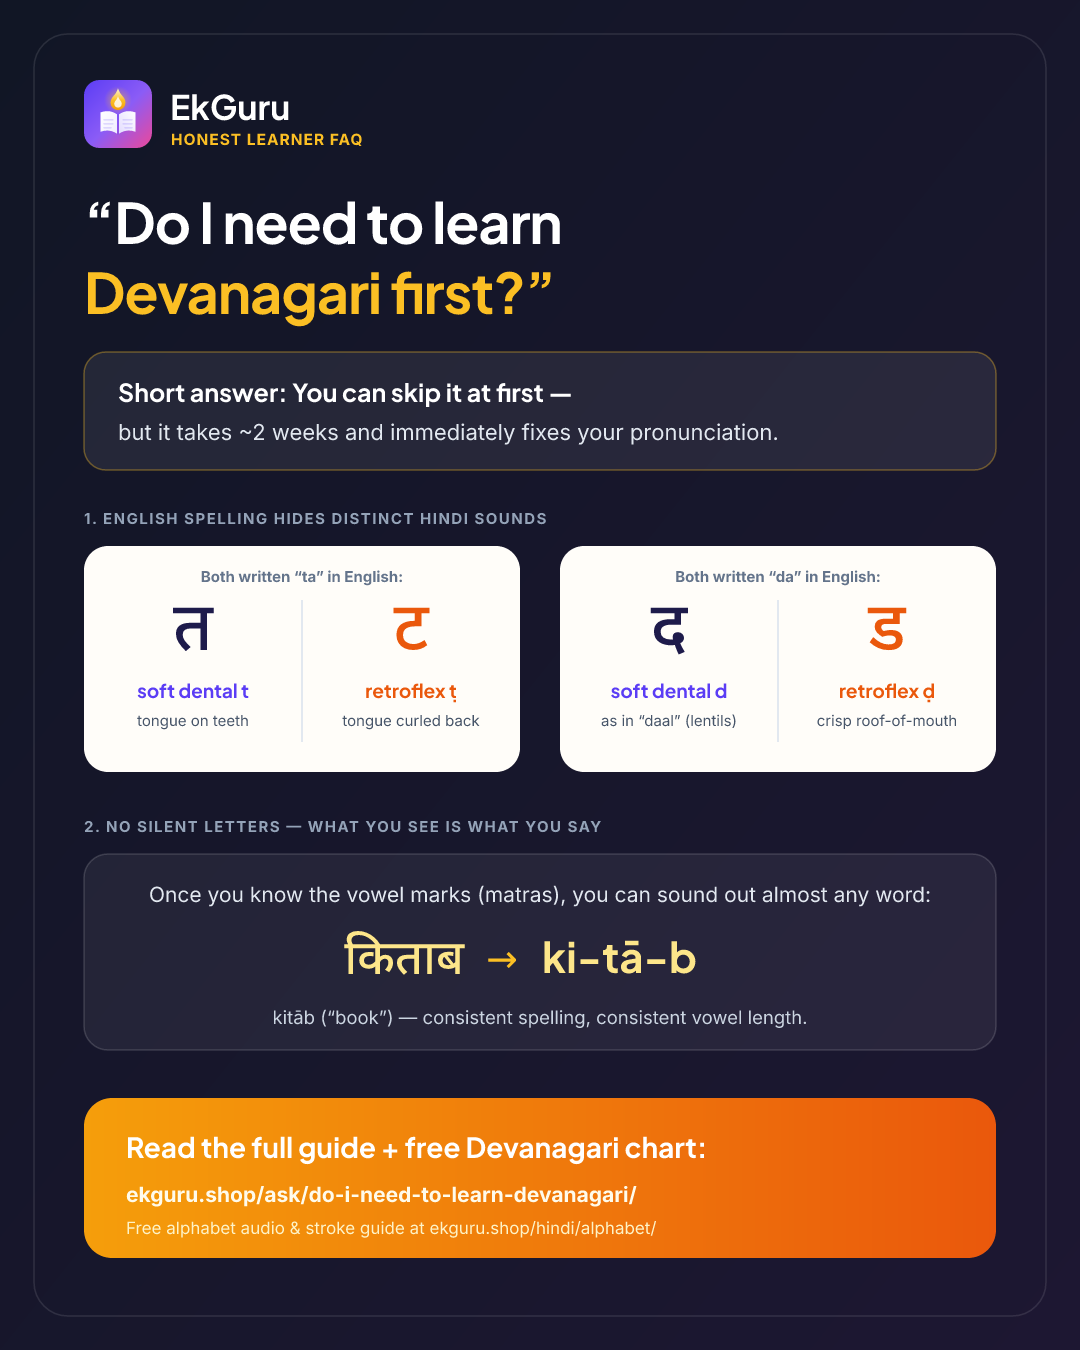 EkGuru
HONEST LEARNER FAQ
“Do I need to learn
Devanagari first?”
Short answer: You can skip it at first —
but it takes ~2 weeks and immediately fixes your pronunciation.
1. ENGLISH SPELLING HIDES DISTINCT HINDI SOUNDS
Both written “ta” in English:
त ट
soft dental t retroflex ṭ
tongue on teeth tongue curled back
Both written “da” in English:
द ड
soft dental d retroflex ḍ
as in “daal” (lentils) crisp roof-of-mouth
2. NO SILENT LETTERS — WHAT YOU SEE IS WHAT YOU SAY
Once you know the vowel marks (matras), you can sound out almost any word:
किताब → ki–tā–b
kitāb (“book”) — consistent spelling, consistent vowel length.
Read the full guide + free Devanagari chart:
ekguru.shop/ask/do-i-need-to-learn-devanagari/
Free alphabet audio & stroke guide at ekguru.shop/hindi/alphabet/